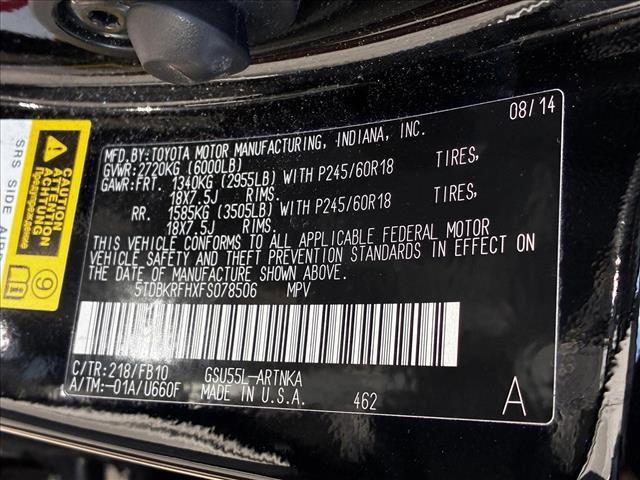 08/14
MFD. BY: TOYOTA MOTOR MANUFACTURING, INDIANA, INC.
GVWR: 2720KG (6000LB)
GAWR: FRT. 1340KG (2955LB) WITH P245/60R18 TIRES,
18X7.5J RIMS.
RR. 1585KG (3505LB) WITH P245/60R18 TIRES,
18X7.5J RIMS.
THIS VEHICLE CONFORMS TO ALL APPLICABLE FEDERAL MOTOR
VEHICLE SAFETY AND THEFT PREVENTION STANDARDS IN EFFECT ON
THE DATE OF MANUFACTURE SHOWN ABOVE.
5TDBKRFHXFS078506 MPV
C/TR: 218/FB10 GSU55L-ARTNKA
A/TM: -01A/U660F MADE IN U.S.A. 462 A
SRS SIDE AIR
CAUTION
ATTENTION
ACHTUNG